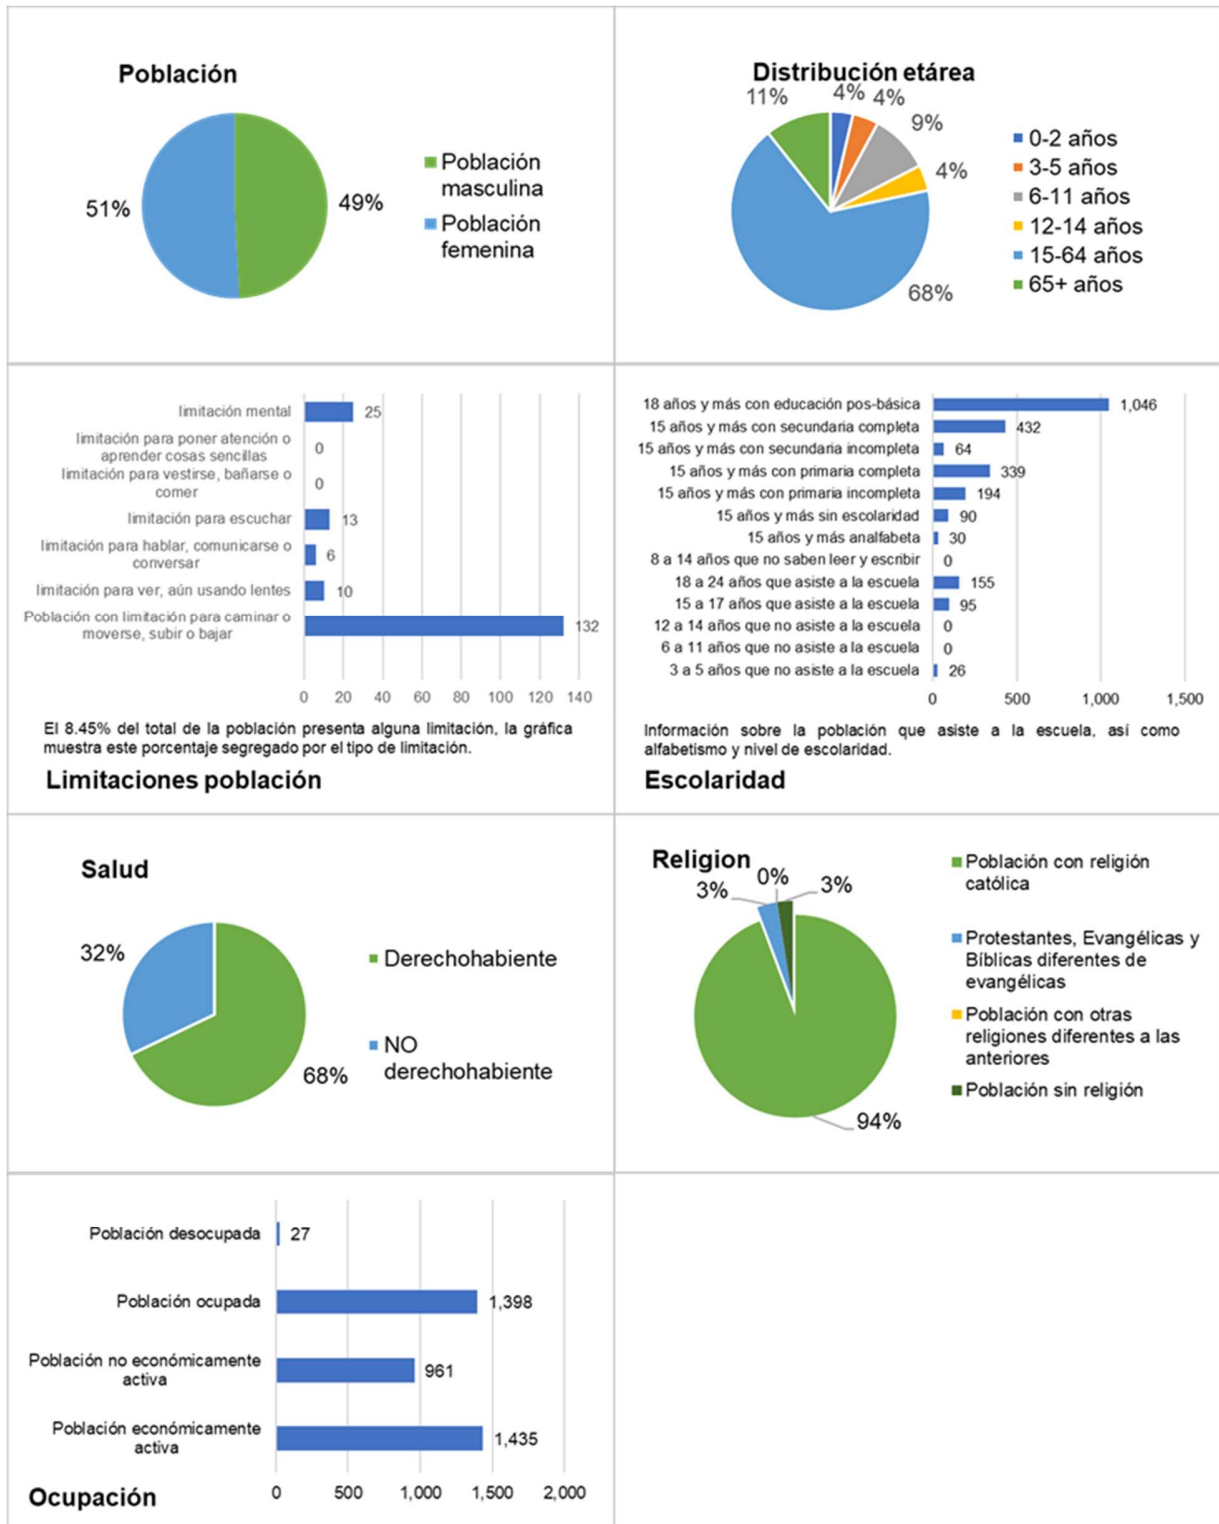 Población
51%
49%
Población
masculina
Población
femenina
Distribución etárea
11%
4%
4%
9%
4%
68%
0-2 años
3-5 años
6-11 años
12-14 años
15-64 años
65+ años
limitación mental
25
limitación para poner atención o
aprender cosas sencillas
0
limitación para vestirse, bañarse o
comer
0
limitación para escuchar
13
limitación para hablar, comunicarse o
conversar
6
limitación para ver, aún usando lentes
10
Población con limitación para caminar o
moverse, subir o bajar
132
0 20 40 60 80 100 120 140
El 8.45% del total de la población presenta alguna limitación, la gráfica
muestra este porcentaje segregado por el tipo de limitación.
Limitaciones población
18 años y más con educación pos-básica 1,046
15 años y más con secundaria completa 432
15 años y más con secundaria incompleta 64
15 años y más con primaria completa 339
15 años y más con primaria incompleta 194
15 años y más sin escolaridad 90
15 años y más analfabeta 30
8 a 14 años que no saben leer y escribir 0
18 a 24 años que asiste a la escuela 155
15 a 17 años que asiste a la escuela 95
12 a 14 años que no asiste a la escuela 0
6 a 11 años que no asiste a la escuela 0
3 a 5 años que no asiste a la escuela 26
0 500 1,000 1,500
Información sobre la población que asiste a la escuela, así como
alfabetismo y nivel de escolaridad.
Escolaridad
Salud
32%
68%
Derechohabiente
NO
derechohabiente
Religion
3%
0%
3%
94%
Población con religión
católica
Protestantes, Evangélicas y
Bíblicas diferentes de
evangélicas
Población con otras
religiones diferentes a las
anteriores
Población sin religión
Población desocupada 27
Población ocupada 1,398
Población no económicamente
activa
961
Población económicamente
activa
1,435
0 500 1,000 1,500 2,000
Ocupación